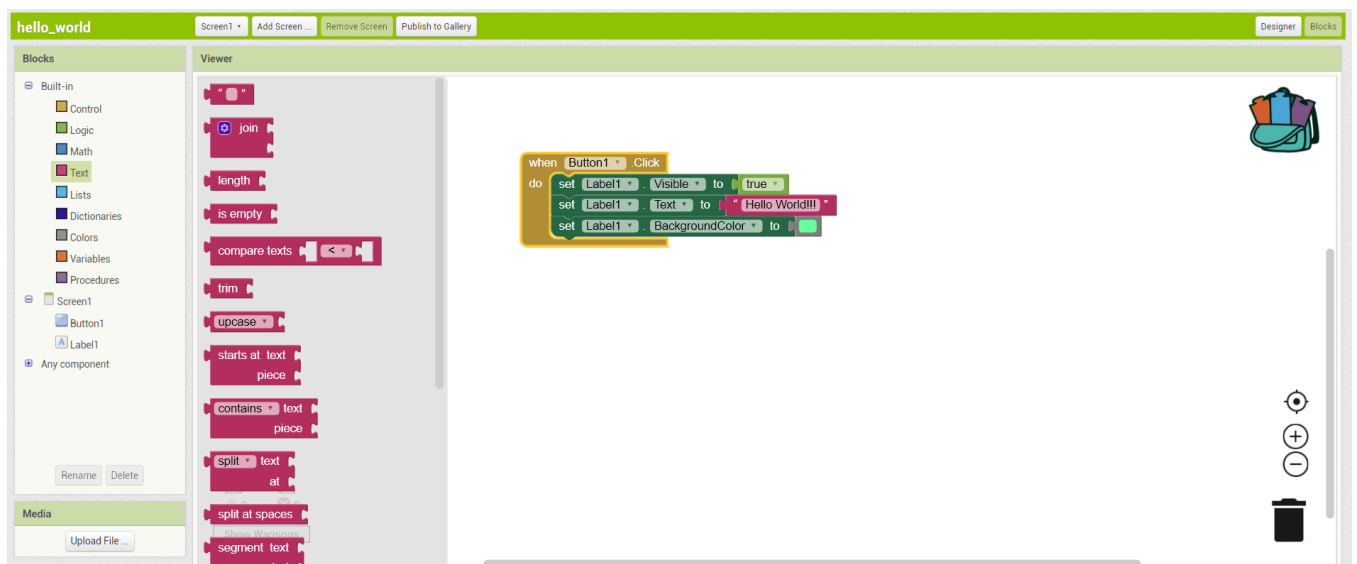 hello_world
Screen1 Add Screen ... Remove Screen Publish to Gallery Designer Blocks
Blocks
Built-in
Control
Logic
Math
Text
Lists
Dictionaries
Colors
Variables
Procedures
Screen1
Button1
A Label1
Any component
Rename Delete
Media
Upload File ...
Viewer
" "
join
length
is empty
compare texts <
trim
upcase
starts at text
piece
contains text
piece
split text
at
split at spaces
Show Warnings
segment text
when Button1 .Click
do set Label1 . Visible to true
set Label1 . Text to " Hello World!!! "
set Label1 . BackgroundColor to